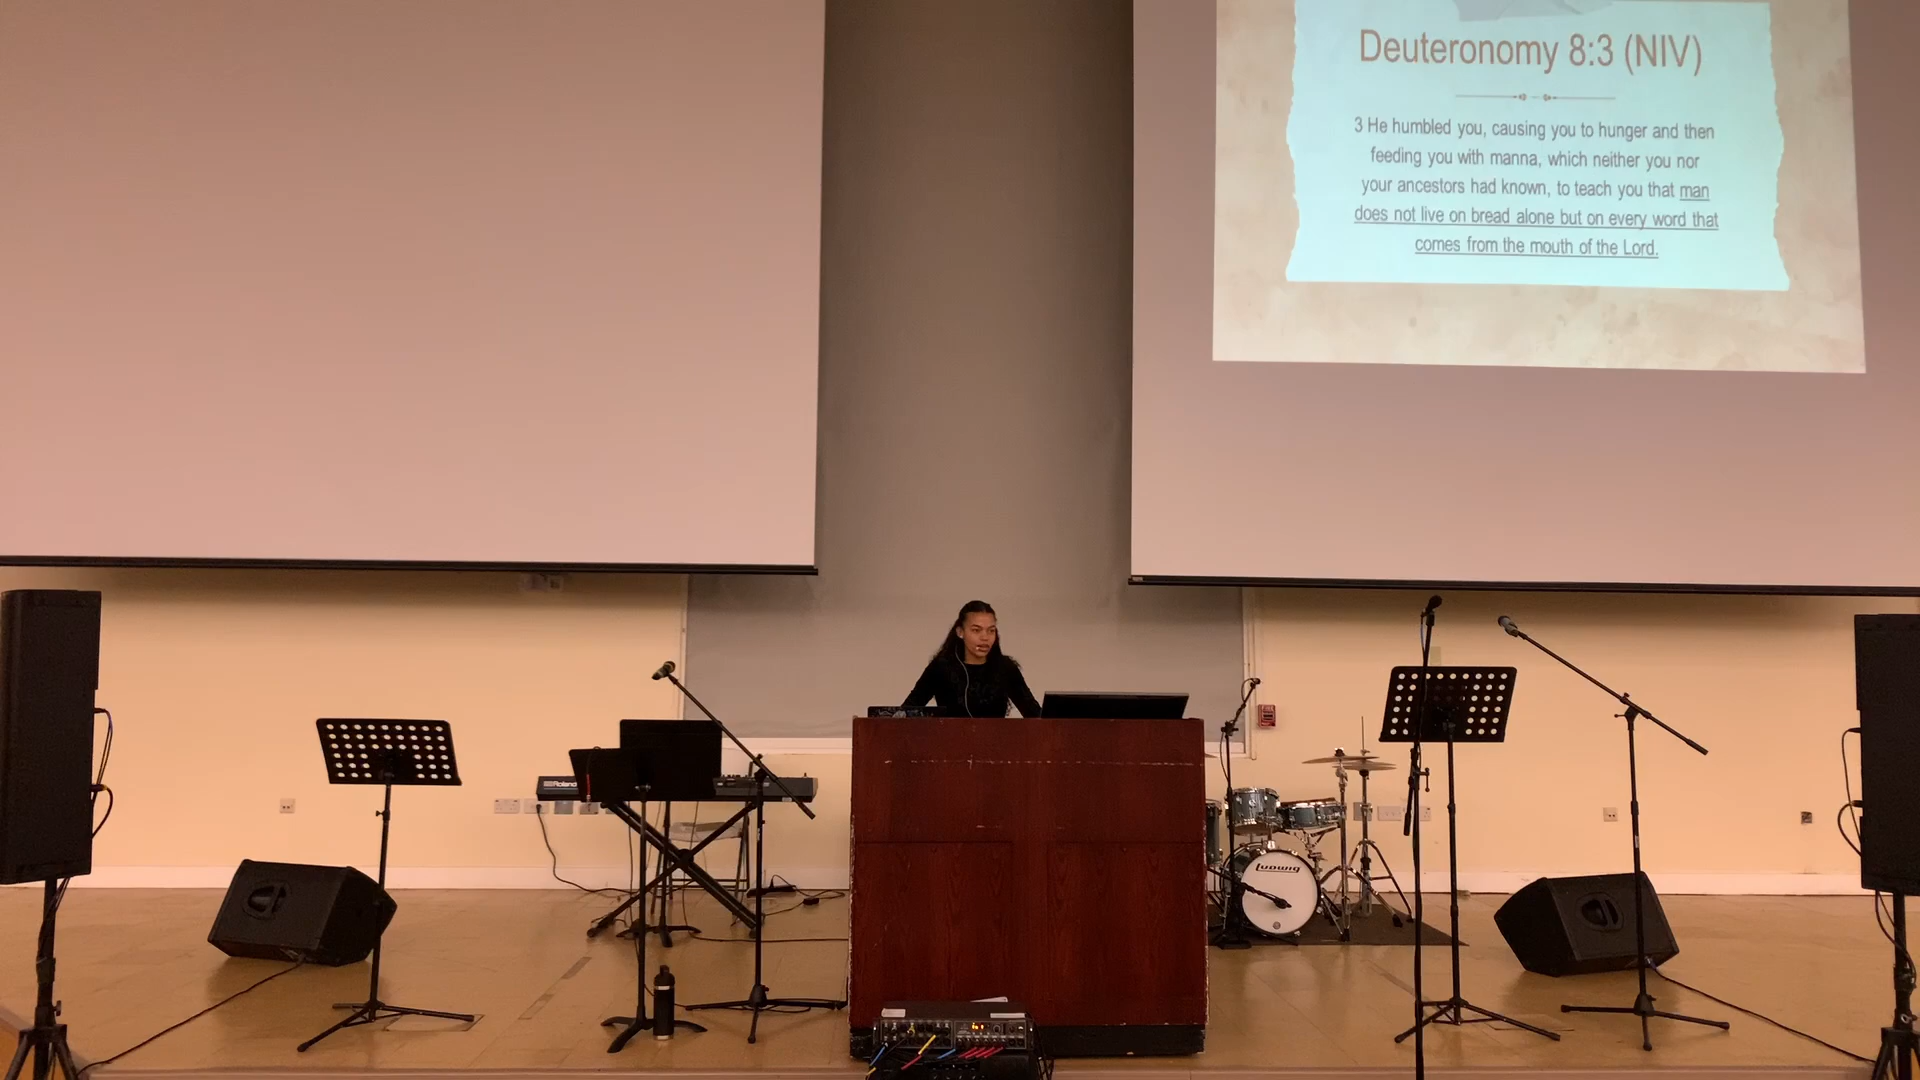 Deuteronomy 8:3 (NIV)
3 He humbled you, causing you to hunger and then
feeding you with manna, which neither you nor
your ancestors had known, to teach you that man
does not live on bread alone but on every word that
comes from the mouth of the Lord.
Roland
Ludwig
FIRE